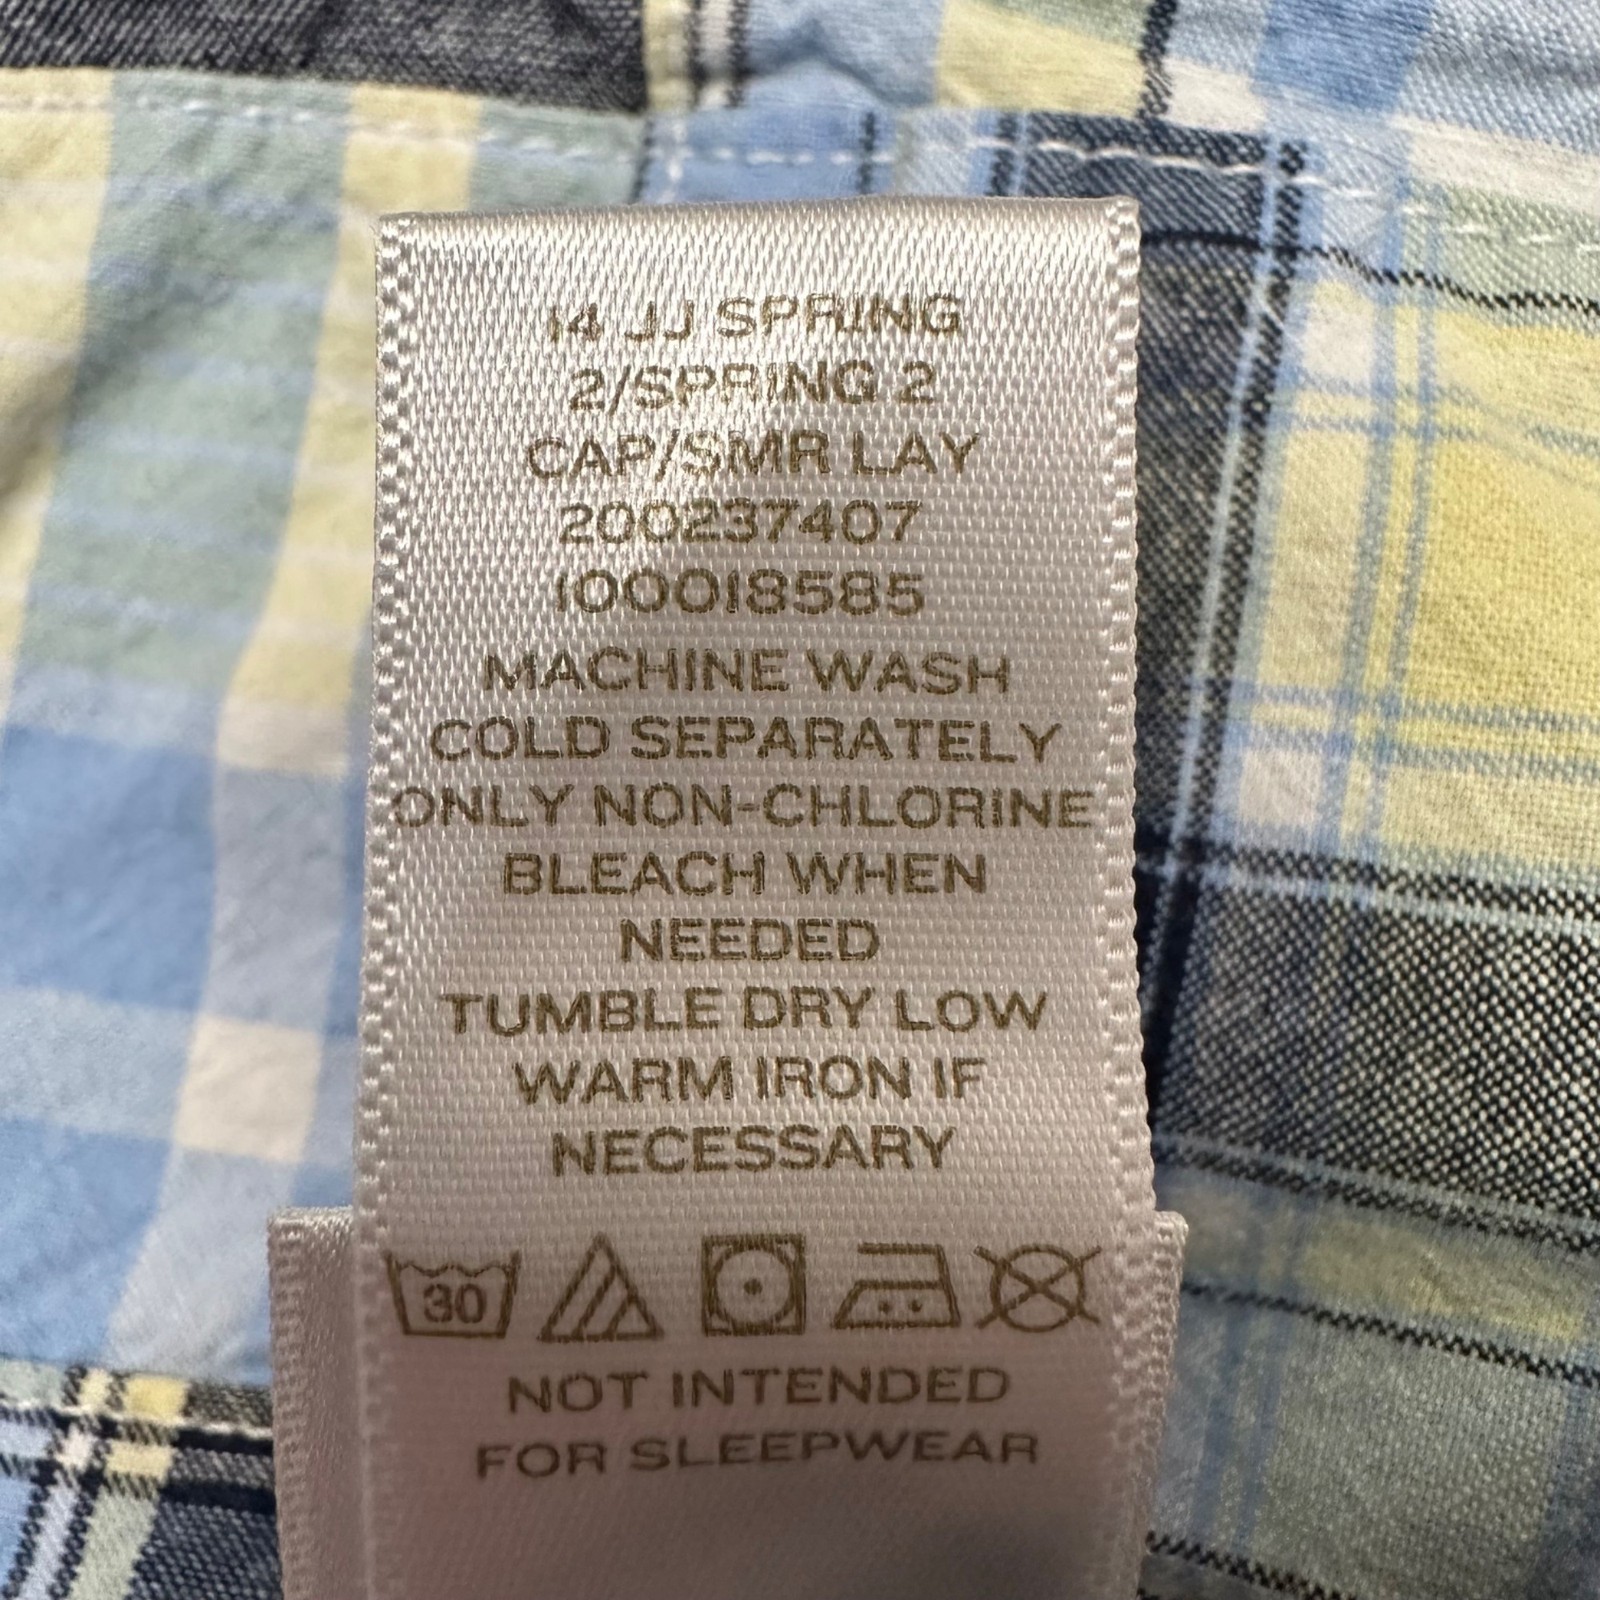 14 JJ SPRING
2/SPRING 2
CAP/SMR LAY
200237407
100018585
MACHINE WASH
COLD SEPARATELY
ONLY NON-CHLORINE
BLEACH WHEN
NEEDED
TUMBLE DRY LOW
WARM IRON IF
NECESSARY
30
NOT INTENDED
FOR SLEEPWEAR